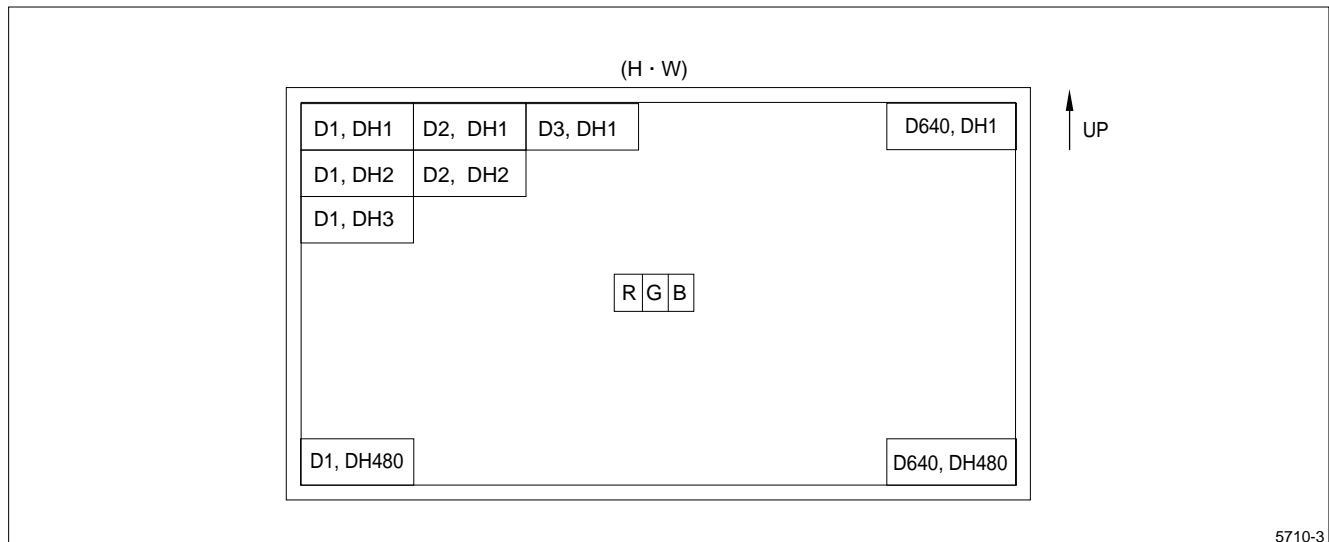 (H · W)
D1, DH1 D2, DH1 D3, DH1 D640, DH1
UP
D1, DH2 D2, DH2
D1, DH3
R G B
D1, DH480 D640, DH480
5710-3